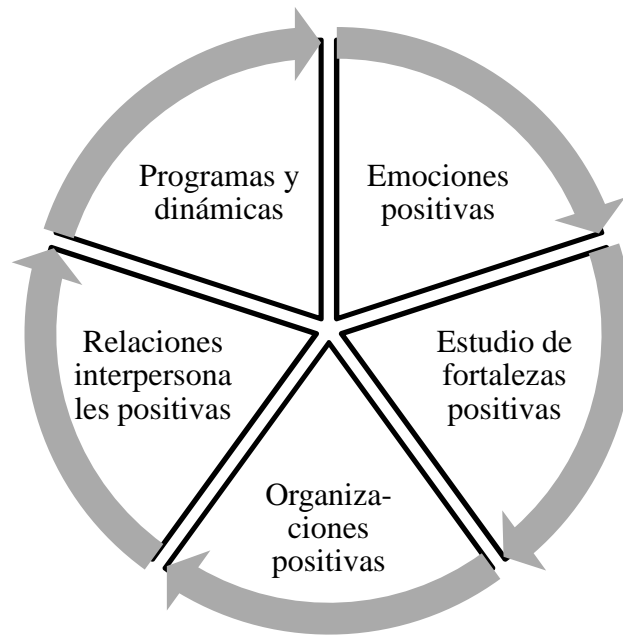 Programas y
dinámicas
Emociones
positivas
Estudio de
fortalezas
positivas
Organiza-
ciones
positivas
Relaciones
interpersona
les positivas